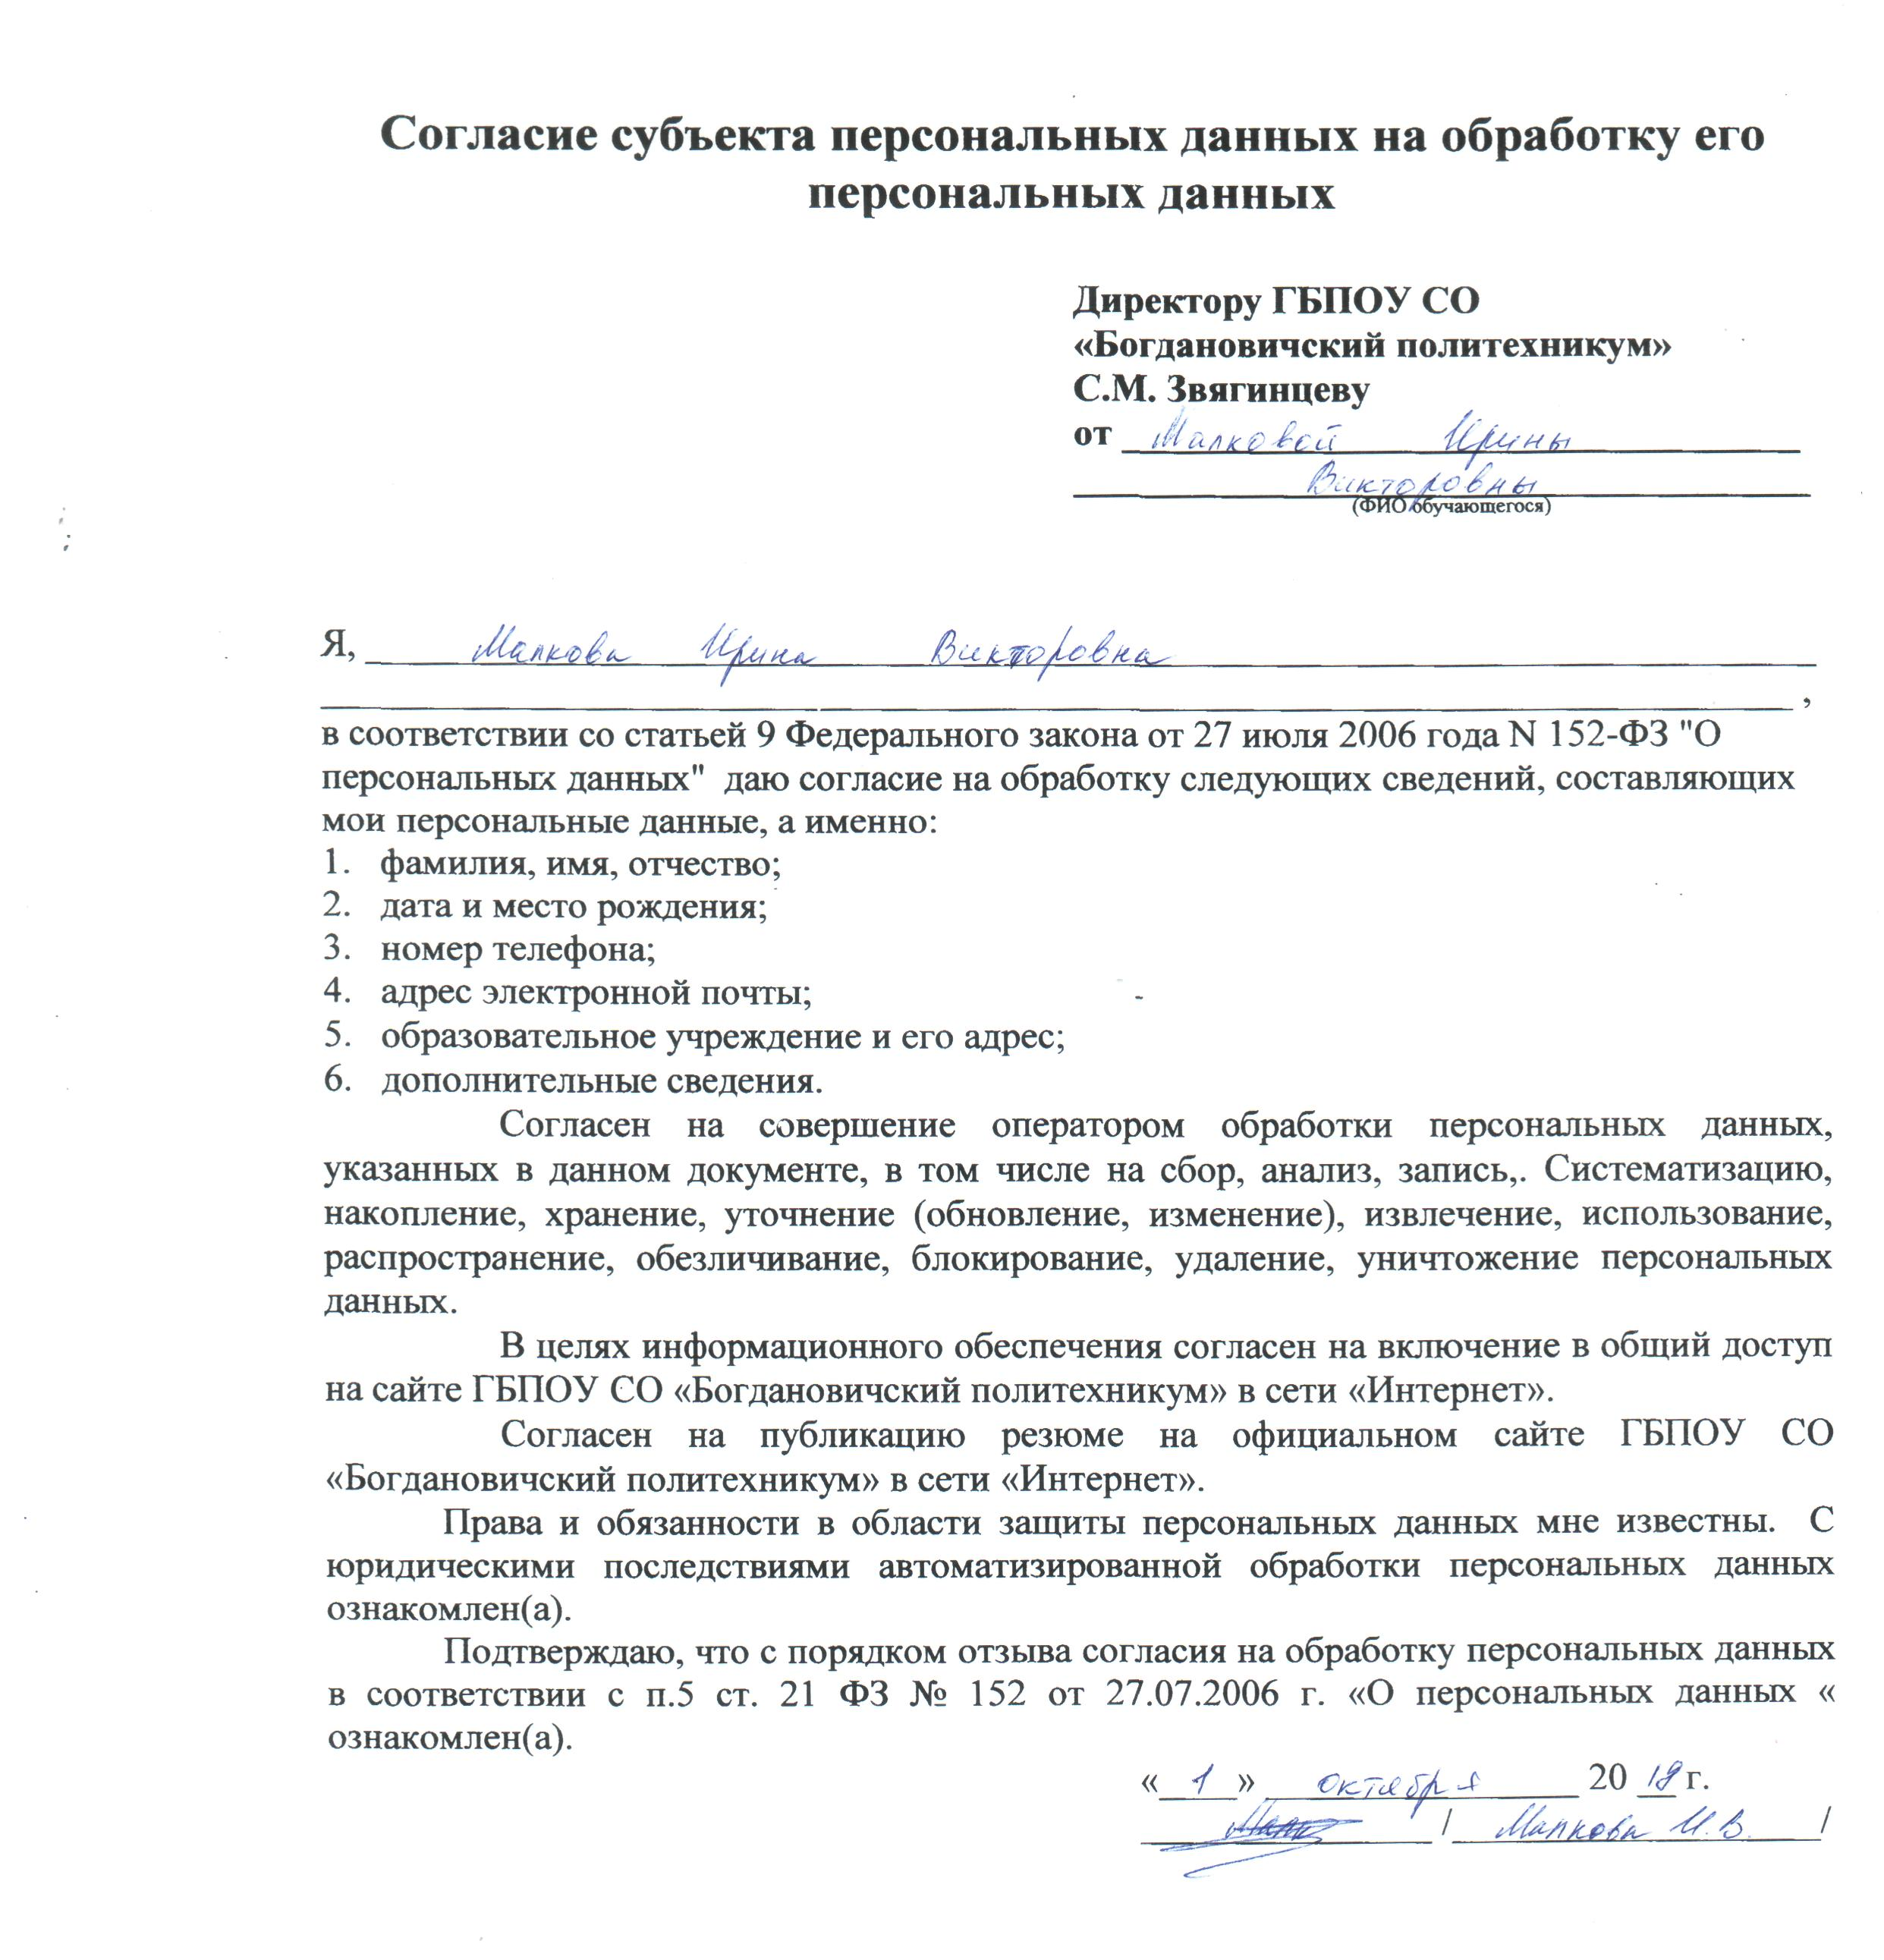 Согласие субъекта персональных данных на обработку его
персональных данных
Директору ГБПОУ СО
«Богдановичский политехникум»
С.М. Звягинцеву
от Малковой Ирины
Викторовны
(ФИО обучающегося)
Я, Малкова Ирина Викторовна
,
в соответствии со статьей 9 Федерального закона от 27 июля 2006 года N 152-ФЗ "О
персональных данных" даю согласие на обработку следующих сведений, составляющих
мои персональные данные, а именно:
1. фамилия, имя, отчество;
2. дата и место рождения;
3. номер телефона;
4. адрес электронной почты;
5. образовательное учреждение и его адрес;
6. дополнительные сведения.
Согласен на совершение оператором обработки персональных данных,
указанных в данном документе, в том числе на сбор, анализ, запись,. Систематизацию,
накопление, хранение, уточнение (обновление, изменение), извлечение, использование,
распространение, обезличивание, блокирование, удаление, уничтожение персональных
данных.
В целях информационного обеспечения согласен на включение в общий доступ
на сайте ГБПОУ СО «Богдановичский политехникум» в сети «Интернет».
Согласен на публикацию резюме на официальном сайте ГБПОУ СО
«Богдановичский политехникум» в сети «Интернет».
Права и обязанности в области защиты персональных данных мне известны. С
юридическими последствиями автоматизированной обработки персональных данных
ознакомлен(а).
Подтверждаю, что с порядком отзыва согласия на обработку персональных данных
в соответствии с п.5 ст. 21 ФЗ № 152 от 27.07.2006 г. «О персональных данных «
ознакомлен(а).
« 1 » октября 20 г.
/ Малкова И.В. /